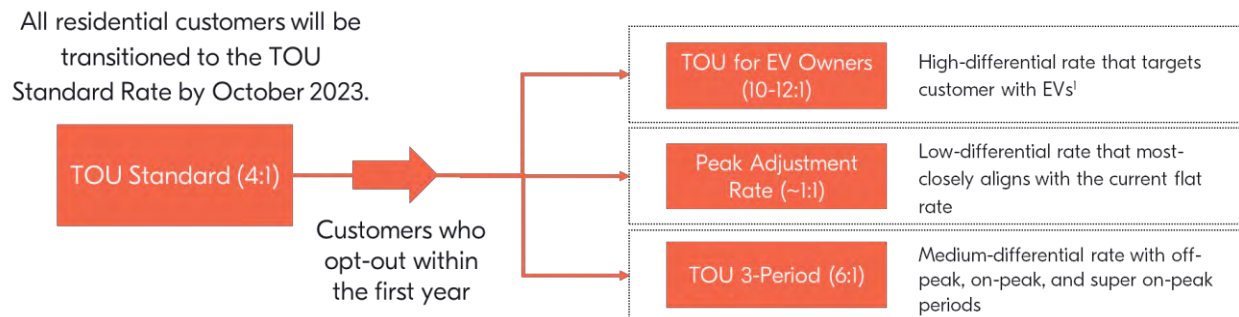 All residential customers will be
transitioned to the TOU
Standard Rate by October 2023.
TOU Standard (4:1)
Customers who
opt-out within
the first year
TOU for EV Owners
(10-12:1)
High-differential rate that targets
customer with EVs¹
Peak Adjustment
Rate (~1:1)
Low-differential rate that most-
closely aligns with the current flat
rate
TOU 3-Period (6:1)
Medium-differential rate with off-
peak, on-peak, and super on-peak
periods